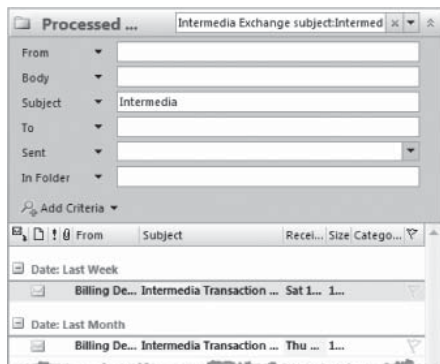 Processed ... Intermedia Exchange subject:Intermed
From
Body
Subject Intermedia
To
Sent
In Folder
Add Criteria
From Subject Recei... Size Catego...
Date: Last Week
Billing De... Intermedia Transaction ... Sat 1... 1...
Date: Last Month
Billing De... Intermedia Transaction ... Thu ... 1...